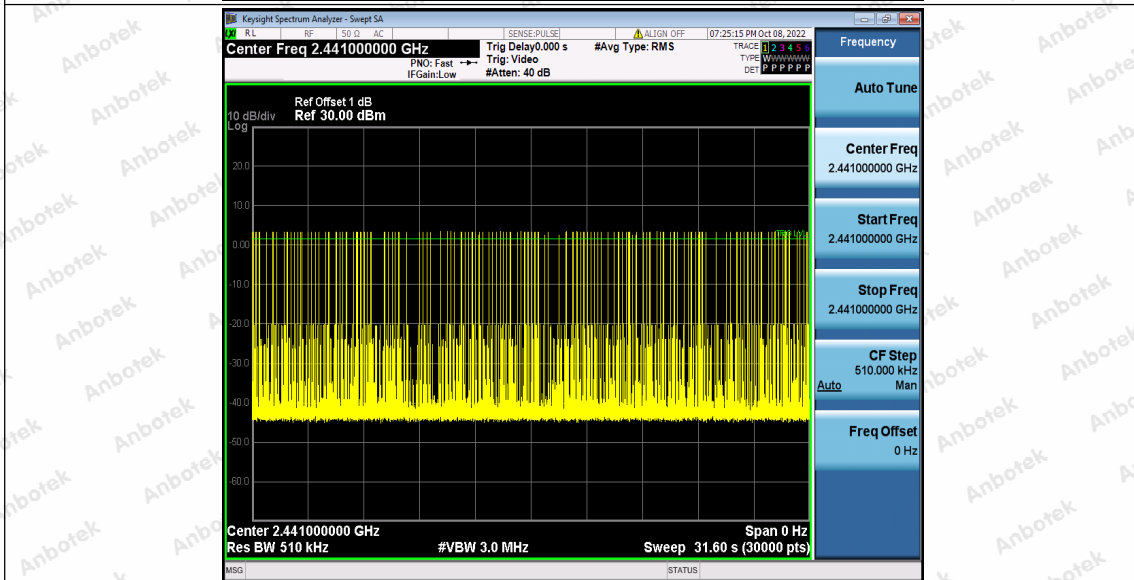 Keysight Spectrum Analyzer - Swept SA
RL RF 50 Ω AC SENSE:PULSE ALIGN OFF 07:25:15 PM Oct 08, 2022
Center Freq 2.441000000 GHz
PNO: Fast
IFGain:Low
Trig Delay0.000 s
Trig: Video
#Atten: 40 dB
#Avg Type: RMS
TRACE 1 2 3 4 5 6
TYPE WWWWWW
DET P P P P P P
Ref Offset 1 dB
10 dB/div Ref 30.00 dBm
Log
20.0
10.0
0.00
-10.0
-20.0
-30.0
-40.0
-50.0
-60.0
Center 2.441000000 GHz Span 0 Hz
Res BW 510 kHz #VBW 3.0 MHz Sweep 31.60 s (30000 pts)
MSG STATUS
Frequency
Auto Tune
Center Freq
2.441000000 GHz
Start Freq
2.441000000 GHz
Stop Freq
2.441000000 GHz
CF Step
510.000 kHz
Auto Man
Freq Offset
0 Hz
Anbotek